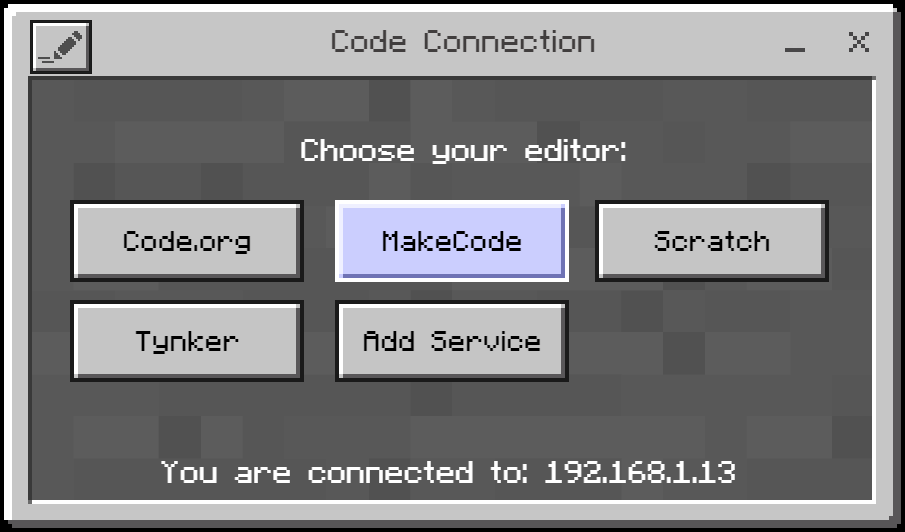 Code Connection
Choose your editor:
Code.org
MakeCode
Scratch
Tynker
Add Service
You are connected to: 192.168.1.13